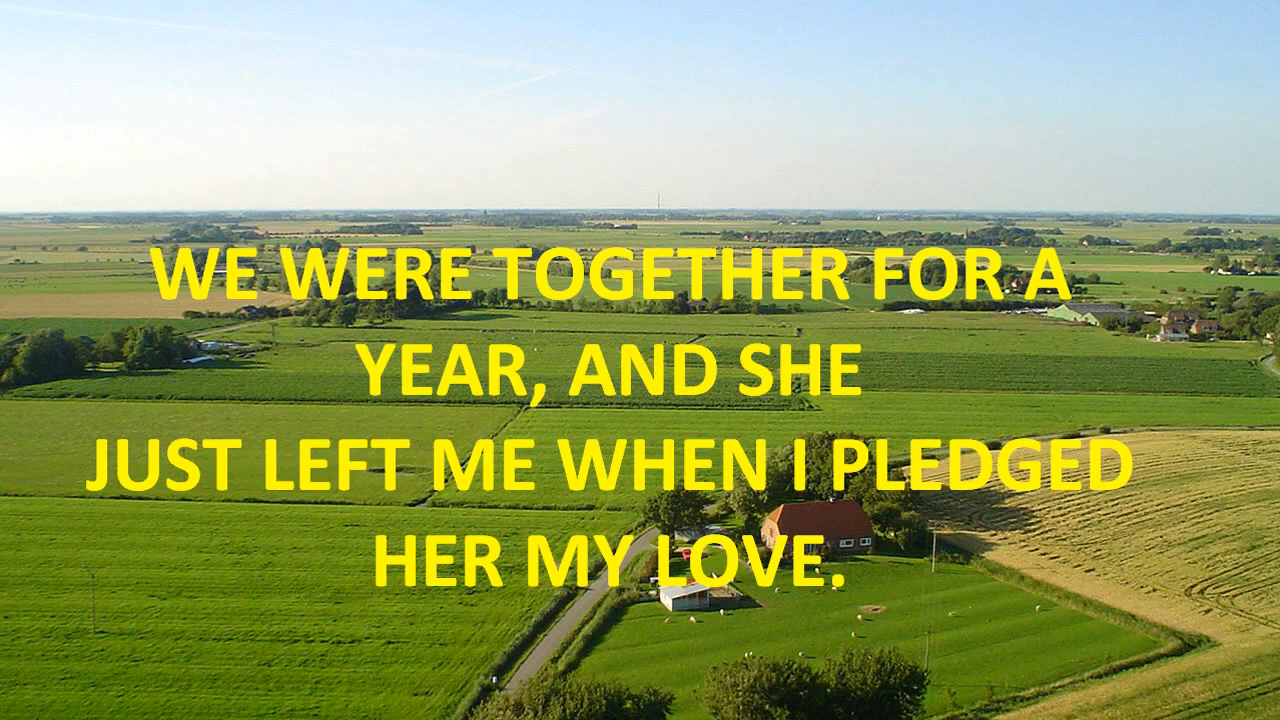 WE WERE TOGETHER FOR A
YEAR, AND SHE
JUST LEFT ME WHEN I PLEDGED
HER MY LOVE.